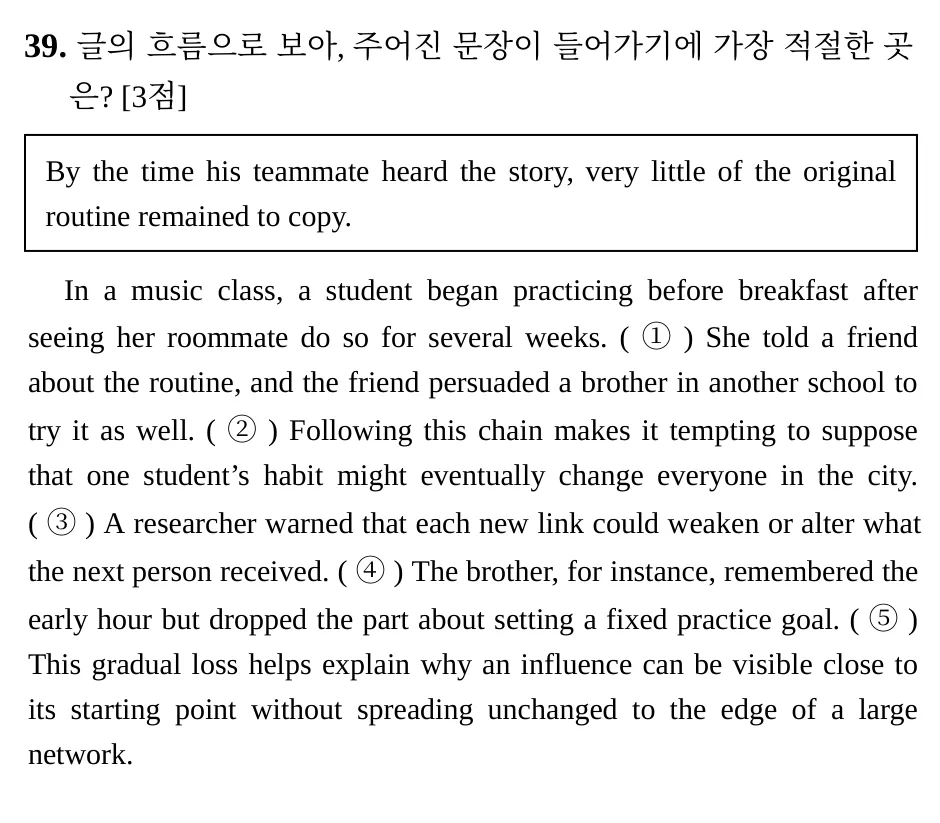 39. 글의 흐름으로 보아, 주어진 문장이 들어가기에 가장 적절한 곳
은? [3점]
By the time his teammate heard the story, very little of the original
routine remained to copy.
In a music class, a student began practicing before breakfast after
seeing her roommate do so for several weeks. ( ① ) She told a friend
about the routine, and the friend persuaded a brother in another school to
try it as well. ( ② ) Following this chain makes it tempting to suppose
that one student’s habit might eventually change everyone in the city.
( ③ ) A researcher warned that each new link could weaken or alter what
the next person received. ( ④ ) The brother, for instance, remembered the
early hour but dropped the part about setting a fixed practice goal. ( ⑤ )
This gradual loss helps explain why an influence can be visible close to
its starting point without spreading unchanged to the edge of a large
network.